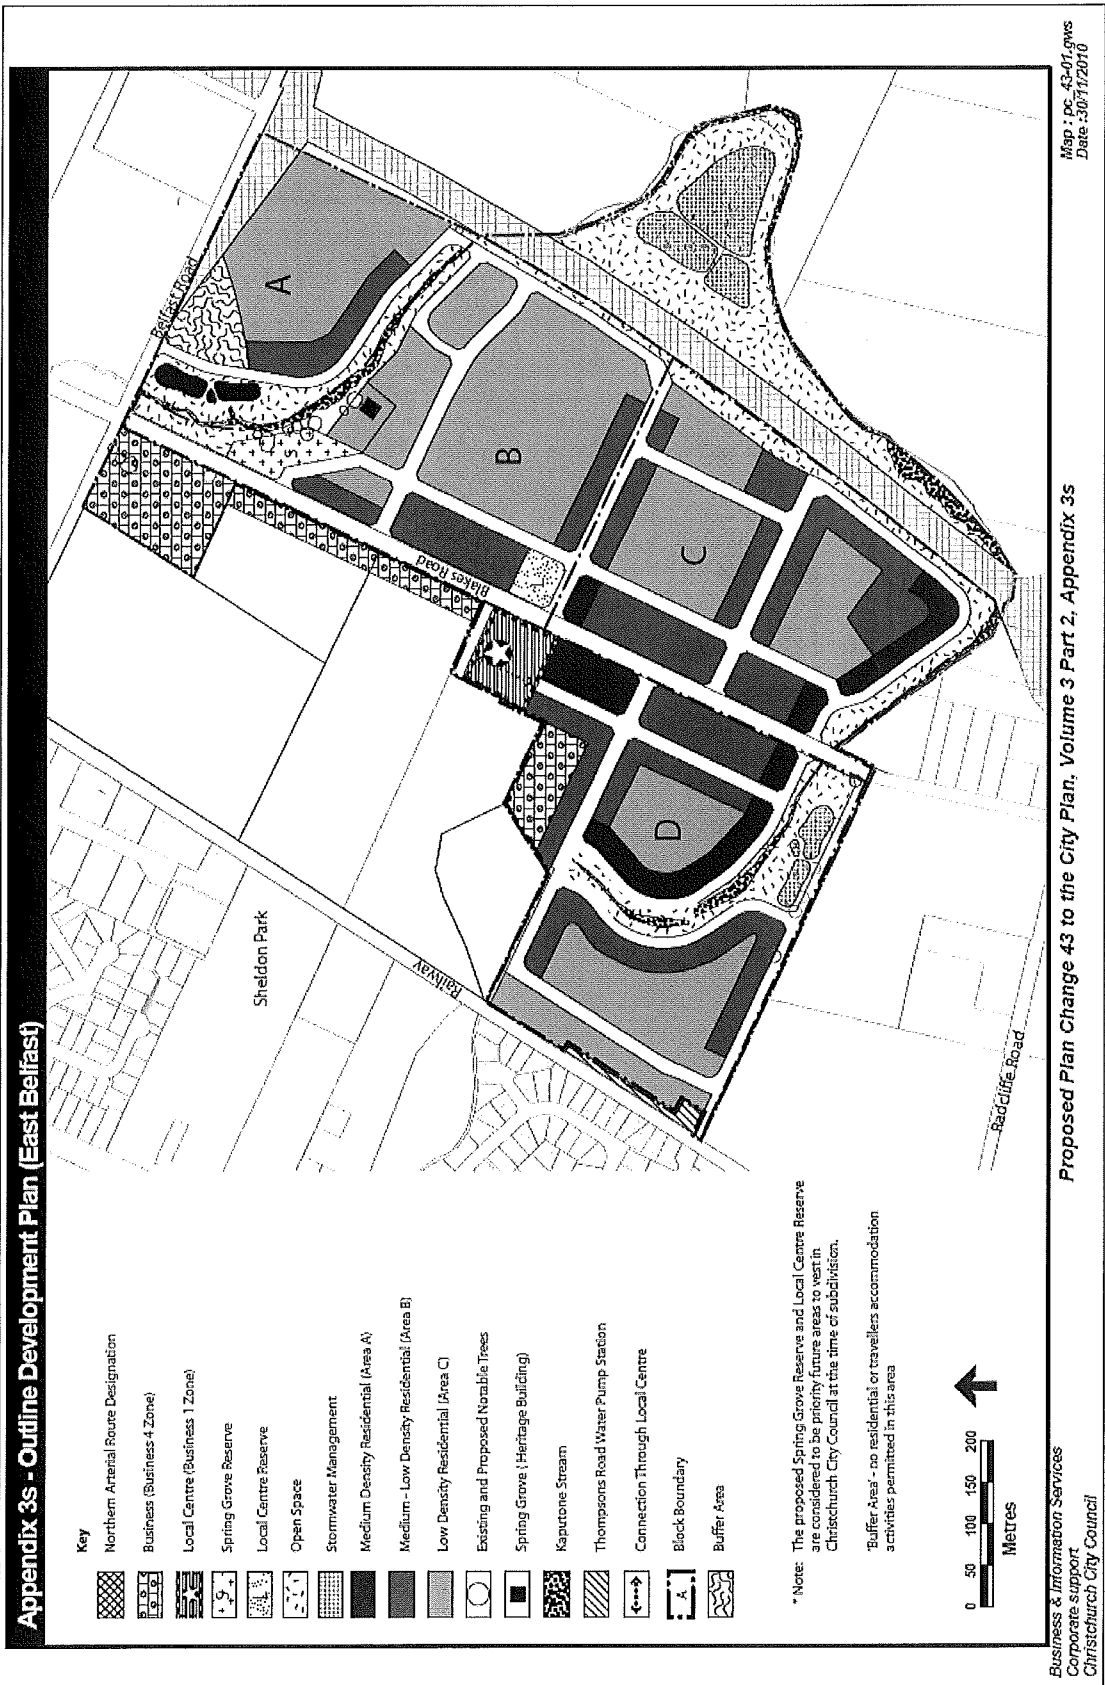 Appendix 3s - Outline Development Plan (East Belfast)
Key
Northern Arterial Route Designation
Business (Business 4 Zone)
Local Centre (Business 1 Zone)
Spring Grove Reserve
Local Centre Reserve
Open Space
Stormwater Management
Medium Density Residential (Area A)
Medium - Low Density Residential (Area B)
Low Density Residential (Area C)
Existing and Proposed Notable Trees
Spring Grove ( Heritage Building)
Kaputone Stream
Thompsons Road Water Pump Station
Connection Through Local Centre
Block Boundary
Buffer Area
A
* Note: The proposed Spring Grove Reserve and Local Centre Reserve
are considered to be priority future areas to vest in
Christchurch City Council at the time of subdivision.
'Buffer Area' - no residential or travellers accommodation
activities permitted in this area
0 50 100 150 200
Metres
Sheldon Park
Railway
Belfast Road
Blakes Road
Radcliffe Road
A
B
C
D
S
L
Business & Information Services
Corporate support
Christchurch City Council
Proposed Plan Change 43 to the City Plan, Volume 3 Part 2, Appendix 3s
Map : pc_43-01.gws
Date :30/11/2010